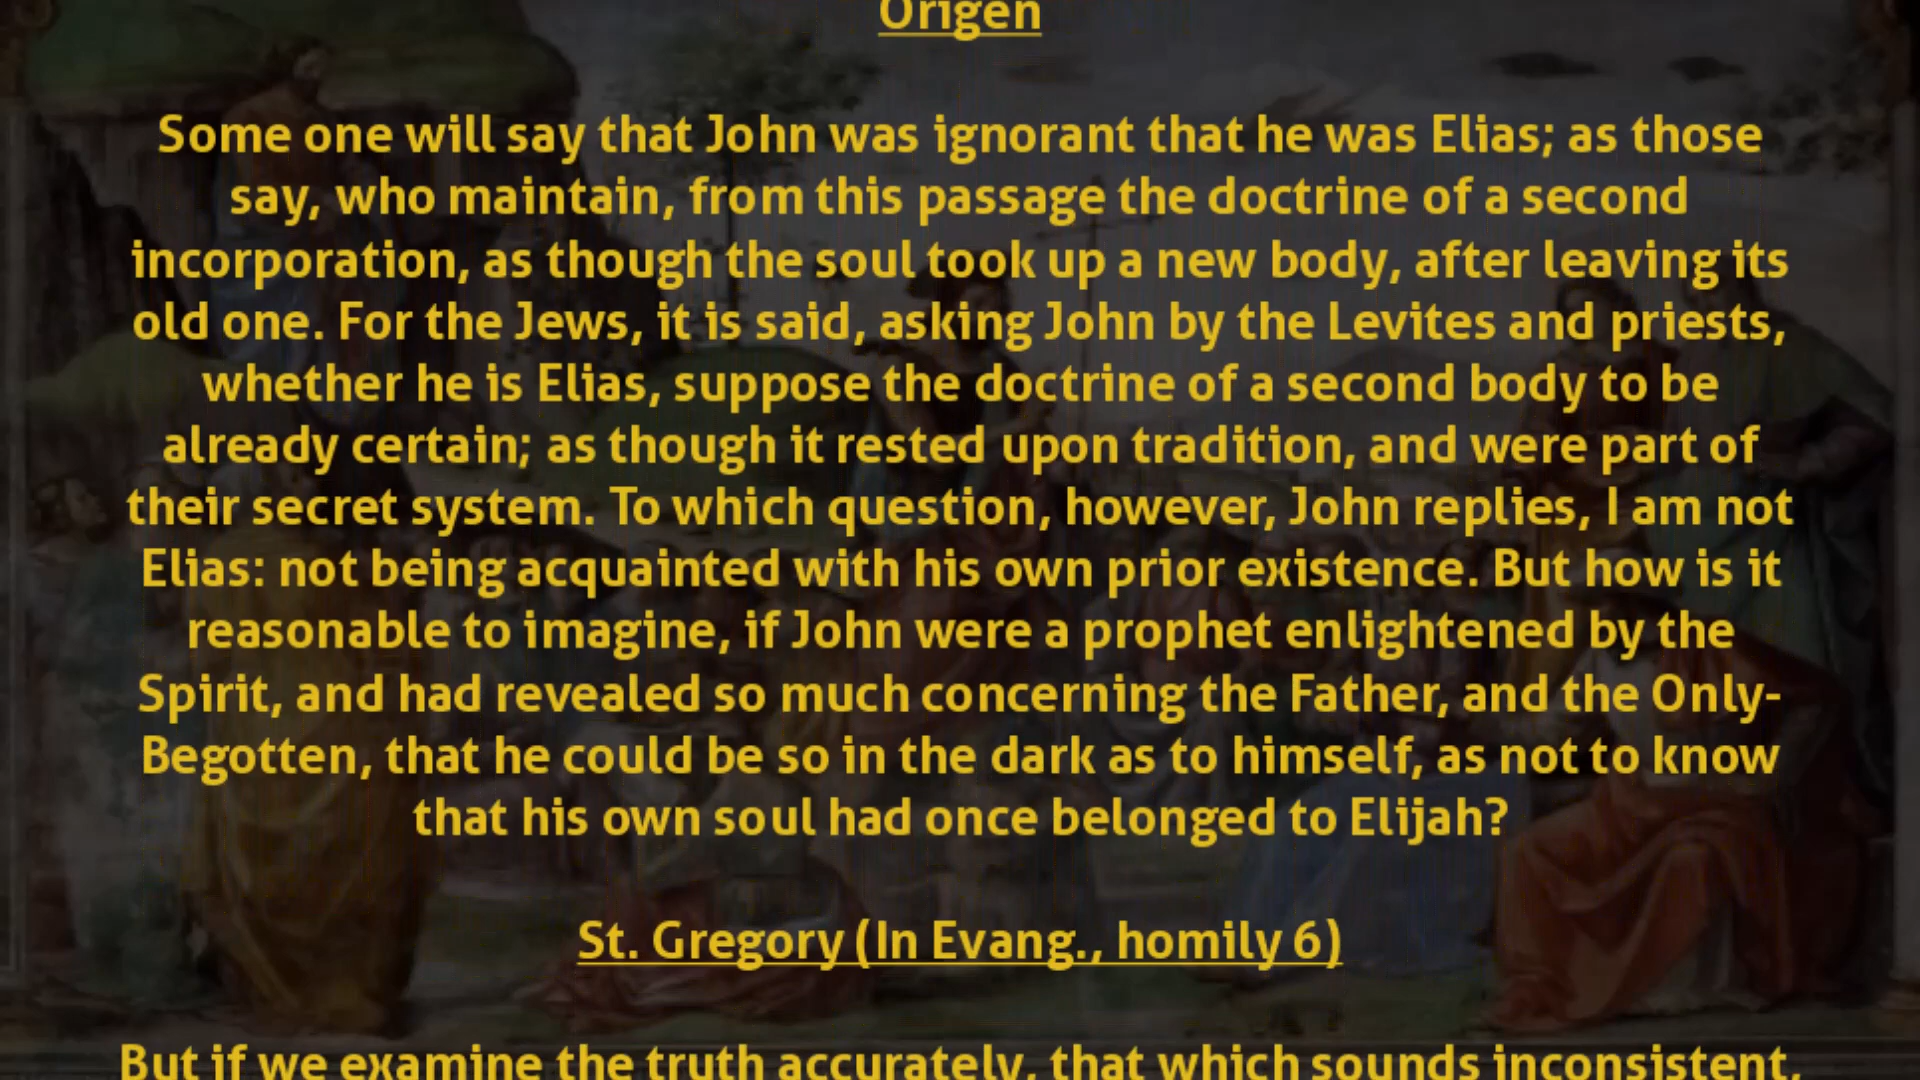 Origen
Some one will say that John was ignorant that he was Elias; as those
say, who maintain, from this passage the doctrine of a second
incorporation, as though the soul took up a new body, after leaving its
old one. For the Jews, it is said, asking John by the Levites and priests,
whether he is Elias, suppose the doctrine of a second body to be
already certain; as though it rested upon tradition, and were part of
their secret system. To which question, however, John replies, I am not
Elias: not being acquainted with his own prior existence. But how is it
reasonable to imagine, if John were a prophet enlightened by the
Spirit, and had revealed so much concerning the Father, and the Only-
Begotten, that he could be so in the dark as to himself, as not to know
that his own soul had once belonged to Elijah?
St. Gregory (In Evang., homily 6)
But if we examine the truth accurately, that which sounds inconsistent,